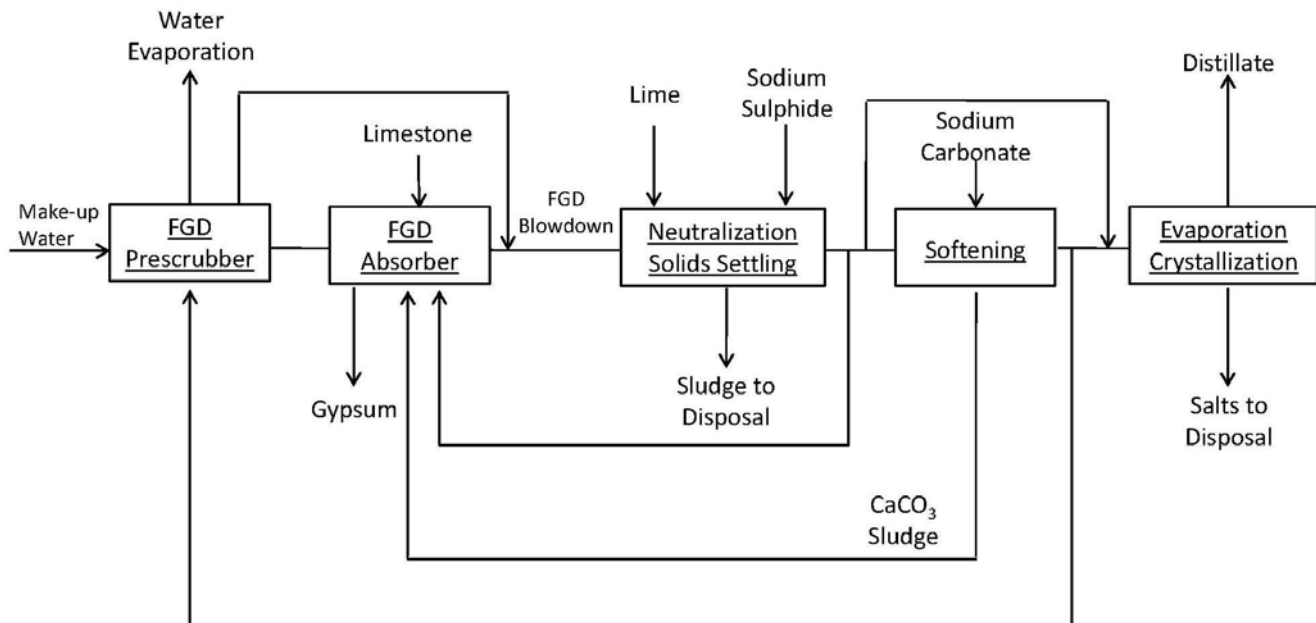 Water
Evaporation
Make-up
Water
FGD
Prescrubber
Limestone
FGD
Absorber
Gypsum
FGD
Blowdown
Lime
Sodium
Sulphide
Neutralization
Solids Settling
Sludge to
Disposal
Sodium
Carbonate
Softening
CaCO₃
Sludge
Distillate
Evaporation
Crystallization
Salts to
Disposal